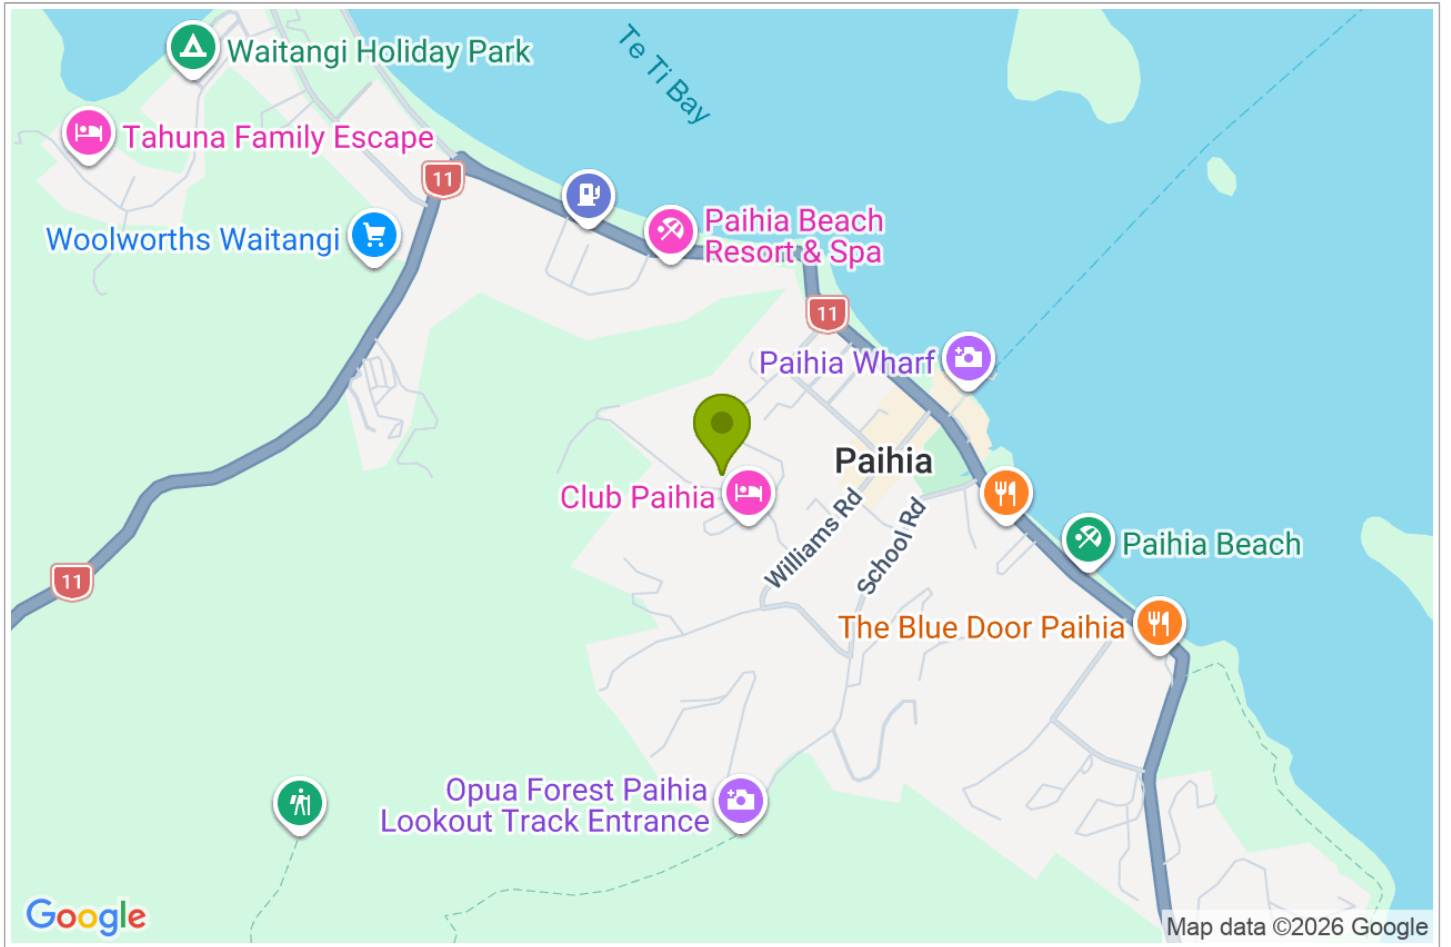 Waitangi Holiday Park
Te Ti Bay
Tahuna Family Escape
11
Woolworths Waitangi
Paihia Beach
Resort & Spa
11
Paihia Wharf
Paihia
Club Paihia
Williams Rd
School Rd
Paihia Beach
11
The Blue Door Paihia
Opua Forest Paihia
Lookout Track Entrance
Google
Map data ©2026 Google